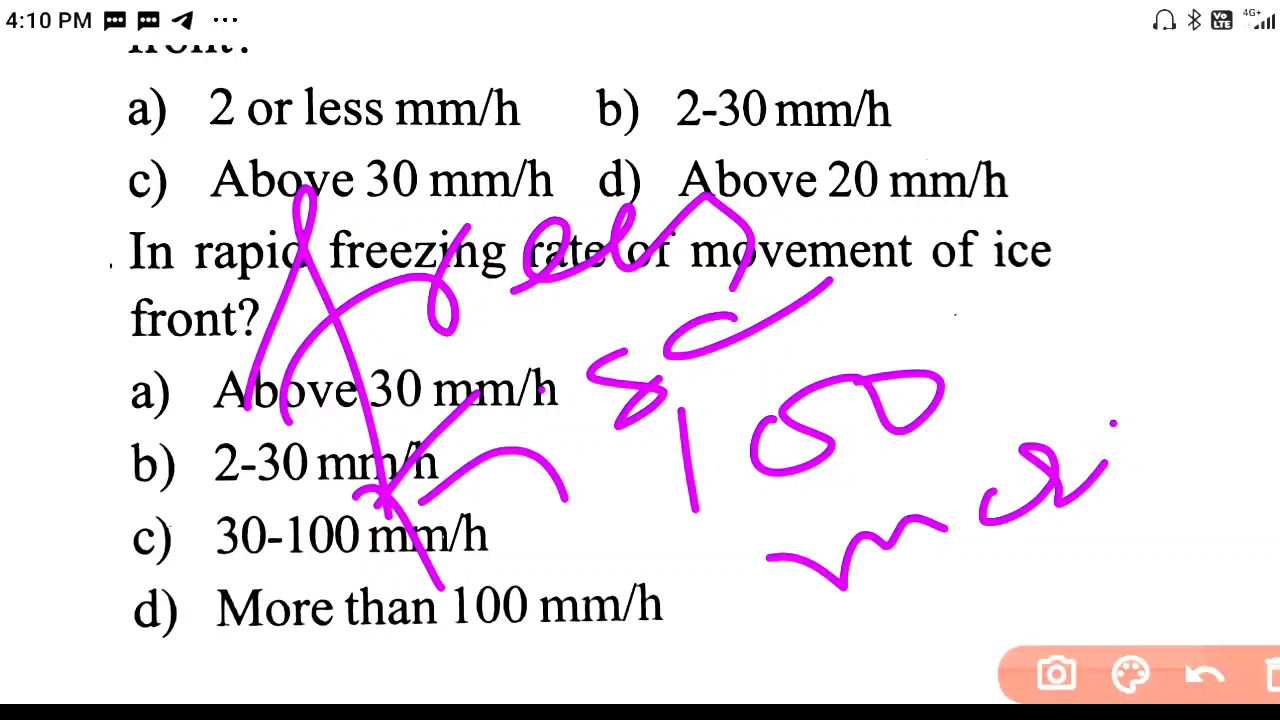 4:10 PM
a) 2 or less mm/h b) 2-30 mm/h
c) Above 30 mm/h d) Above 20 mm/h
In rapid freezing rate of movement of ice
front?
a) Above 30 mm/h
b) 2-30 mm/h
c) 30-100 mm/h
d) More than 100 mm/h